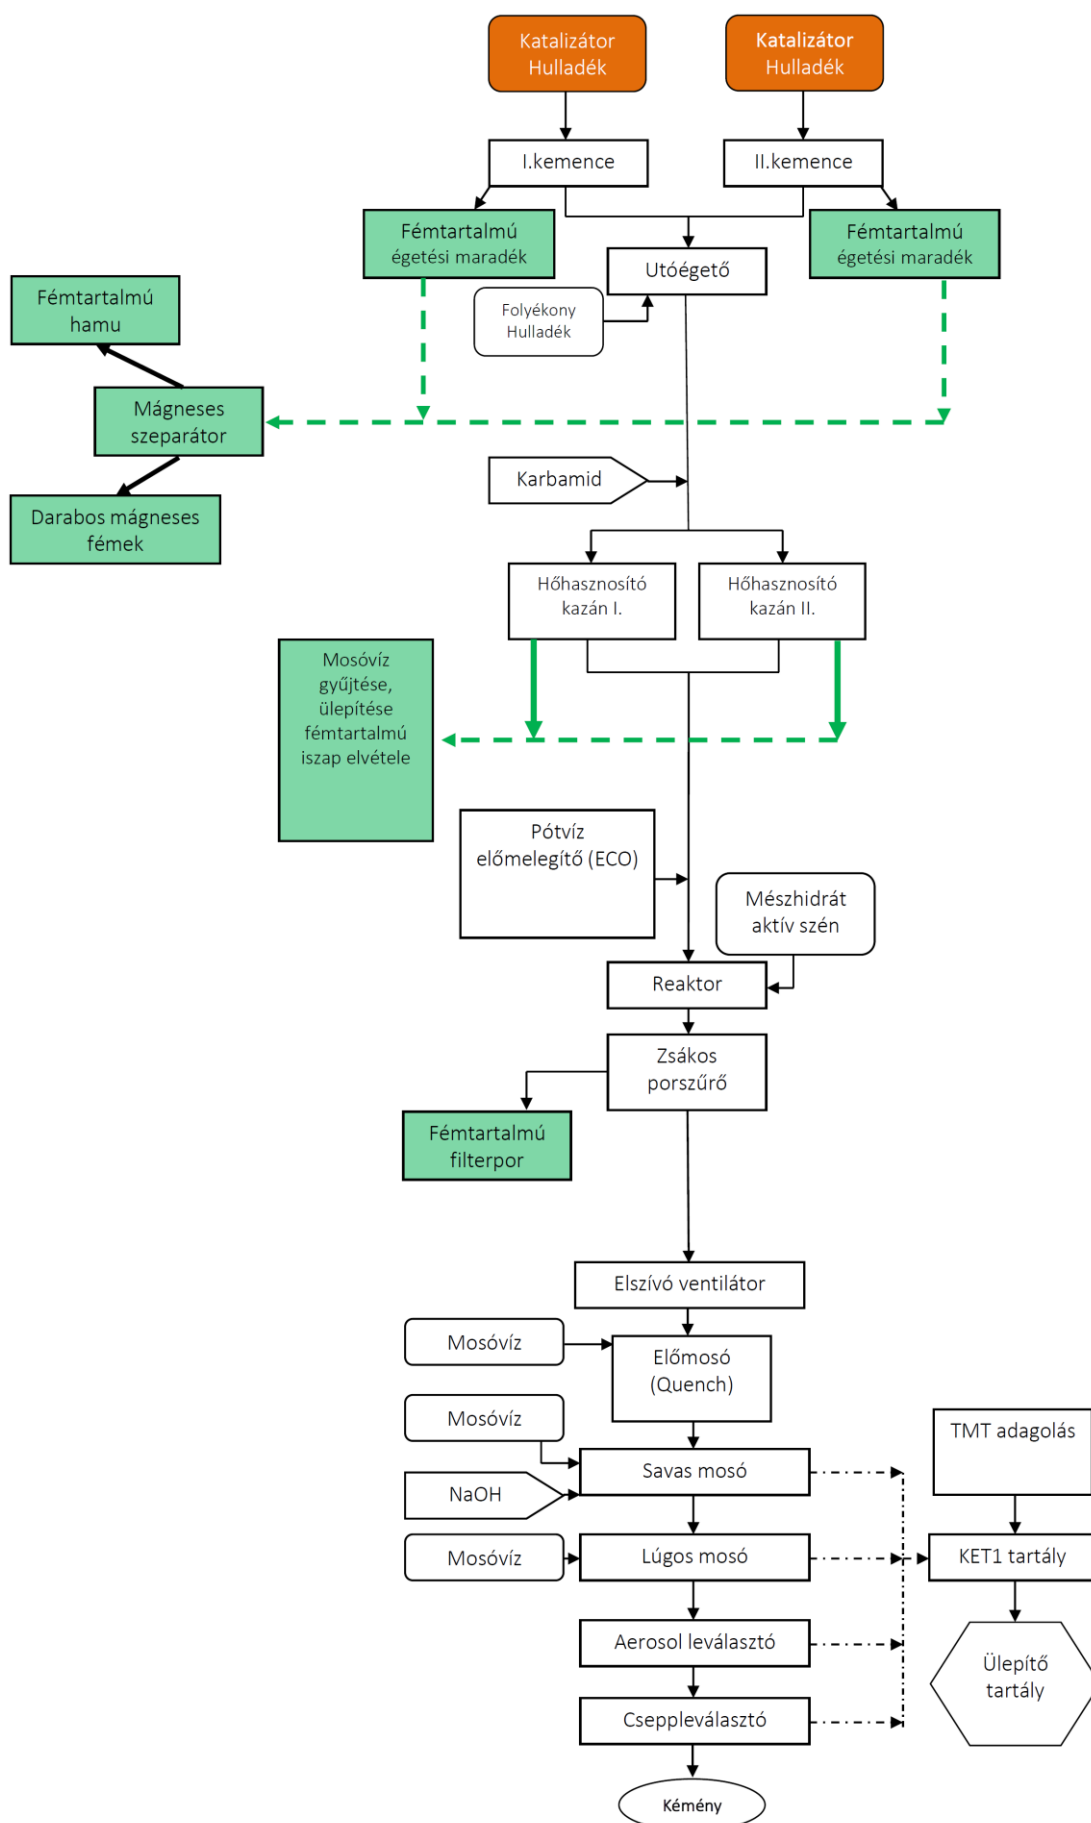 Katalizátor
Hulladék
Katalizátor
Hulladék
I.kemence
II.kemence
Fémtartalmú
égetési maradék
Fémtartalmú
égetési maradék
Utóégető
Folyékony
Hulladék
Fémtartalmú
hamu
Mágneses
szeparátor
Darabos mágneses
fémek
Karbamid
Hőhasznosító
kazán I.
Hőhasznosító
kazán II.
Mosóvíz
gyűjtése,
ülepítése
fémtartalmú
iszap elvétele
Pótvíz
előmelegítő (ECO)
Mészhidrát
aktív szén
Reaktor
Zsákos
porszűrő
Fémtartalmú
filterpor
Elszívó ventilátor
Mosóvíz
Előmosó
(Quench)
Mosóvíz
Savas mosó
TMT adagolás
NaOH
Mosóvíz
Lúgos mosó
KET1 tartály
Aerosol leválasztó
Ülepítő
tartály
Cseppleválasztó
Kémény